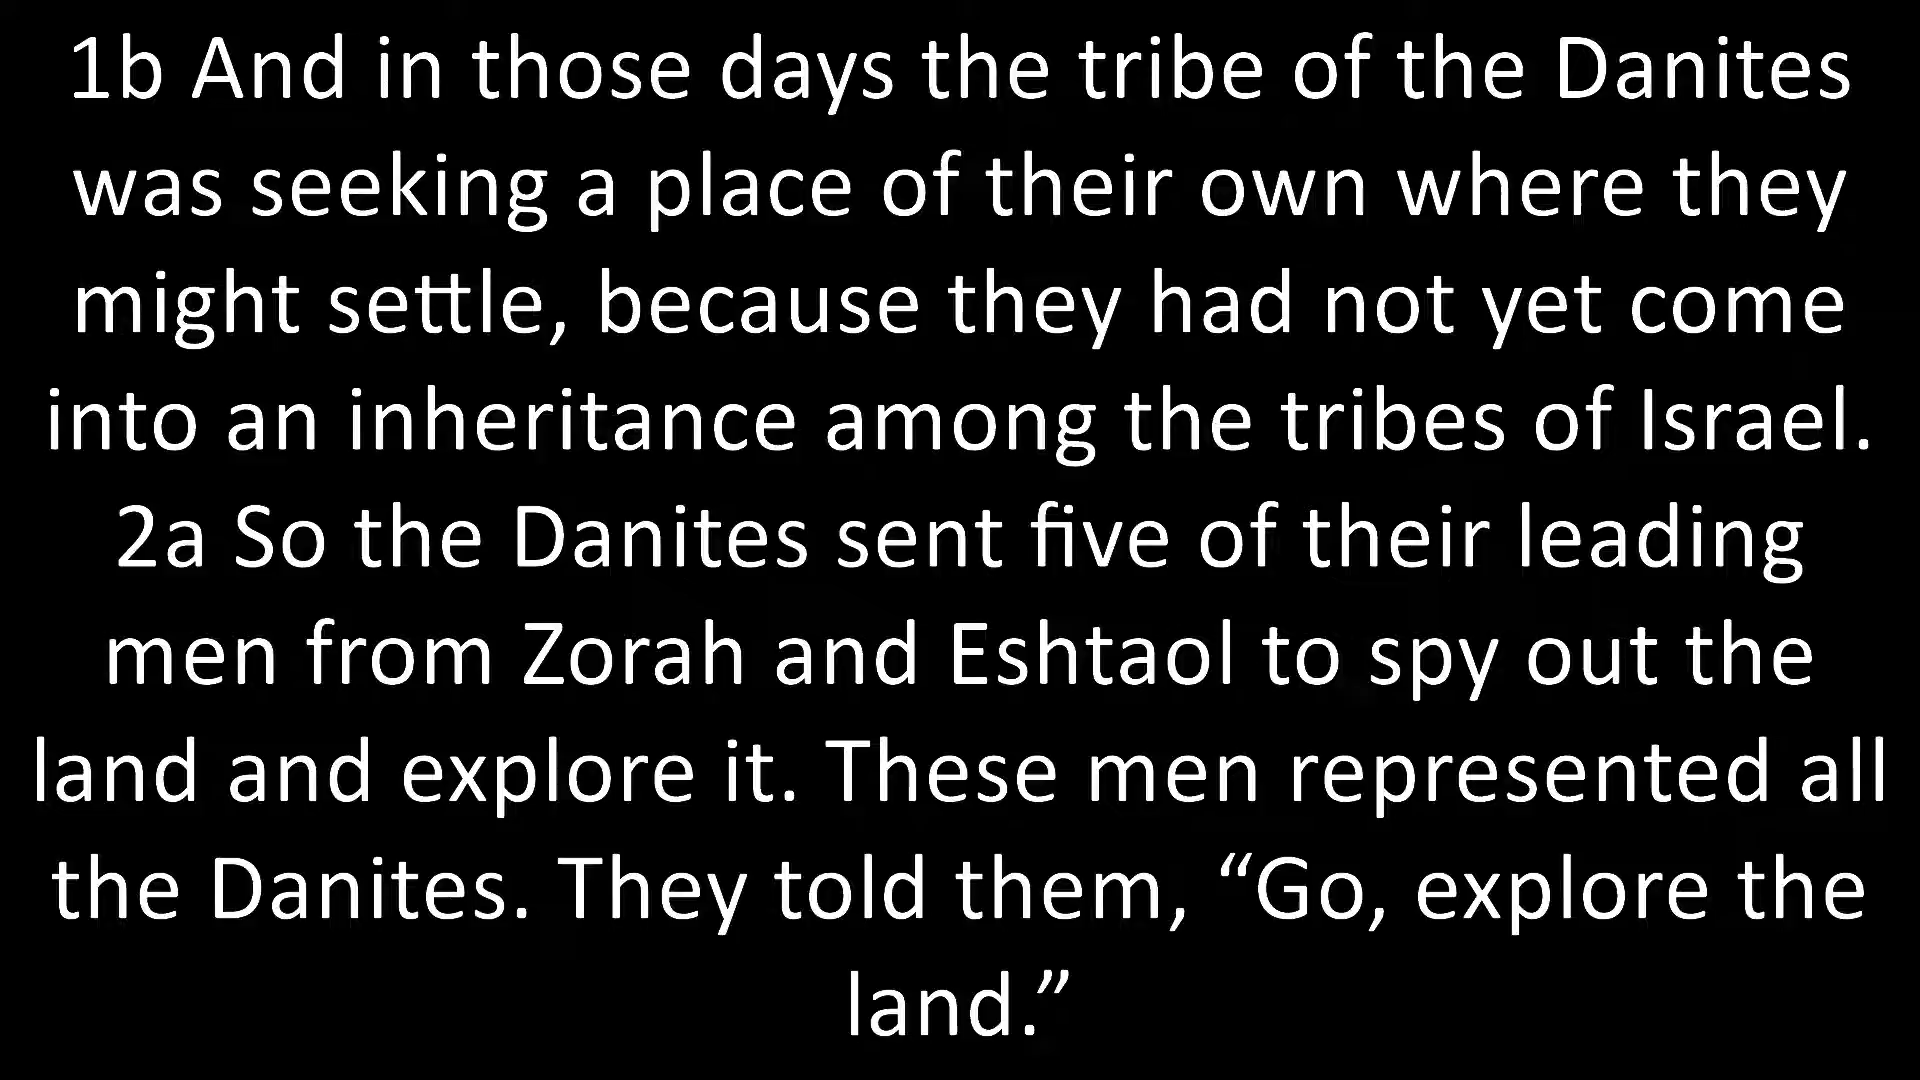 1b And in those days the tribe of the Danites
was seeking a place of their own where they
might settle, because they had not yet come
into an inheritance among the tribes of Israel.
2a So the Danites sent five of their leading
men from Zorah and Eshtaol to spy out the
land and explore it. These men represented all
the Danites. They told them, “Go, explore the
land.”